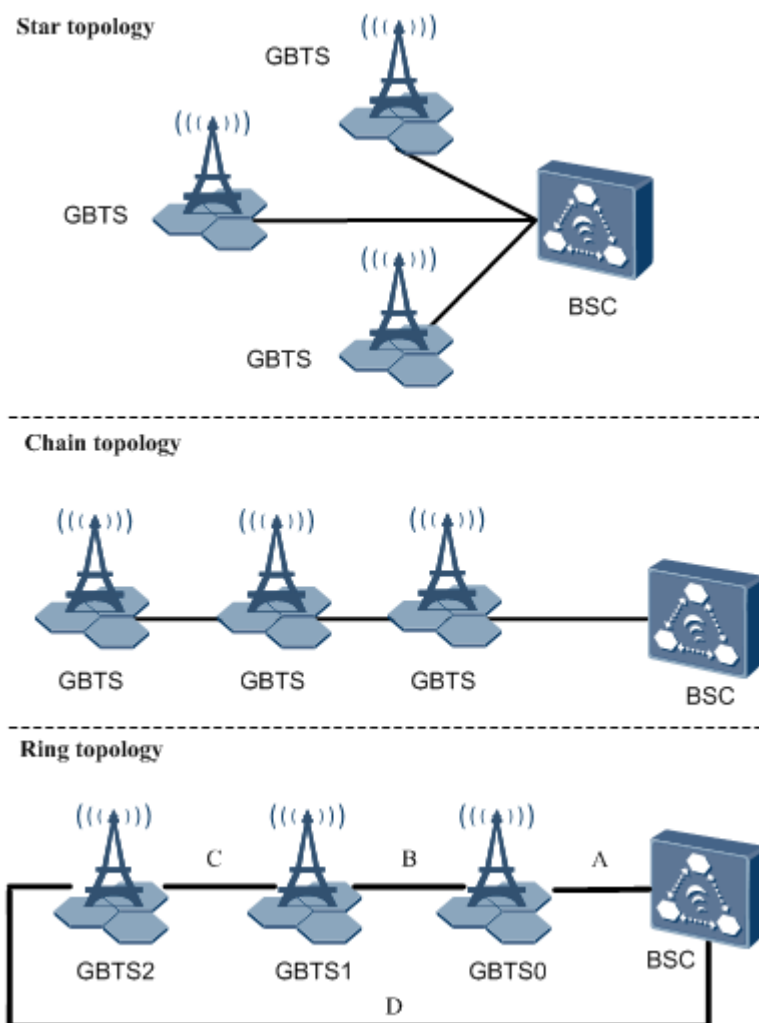 Star topology
GBTS
GBTS
GBTS
BSC
Chain topology
GBTS
GBTS
GBTS
BSC
Ring topology
C
B
A
GBTS2
GBTS1
GBTS0
BSC
D